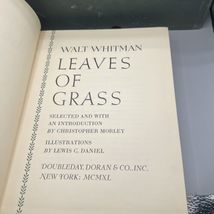 WALT WHITMAN
LEAVES
OF
GRASS
SELECTED AND WITH
AN INTRODUCTION
BY CHRISTOPHER MORLEY
ILLUSTRATIONS
BY LEWIS C. DANIEL
DOUBLEDAY, DORAN & CO., INC.
NEW YORK: MCMXL